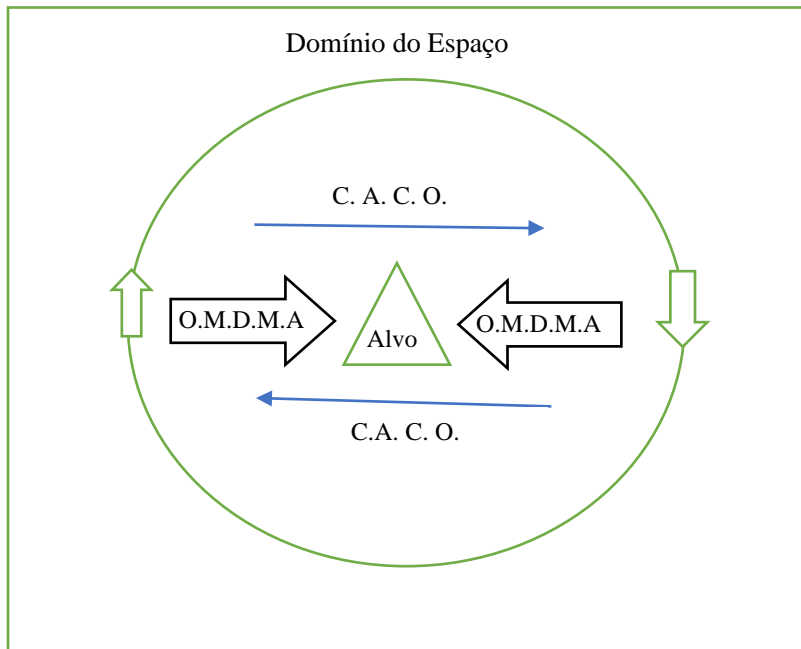 Domínio do Espaço
C. A. C. O.
O.M.D.M.A
Alvo
O.M.D.M.A
C.A. C. O.